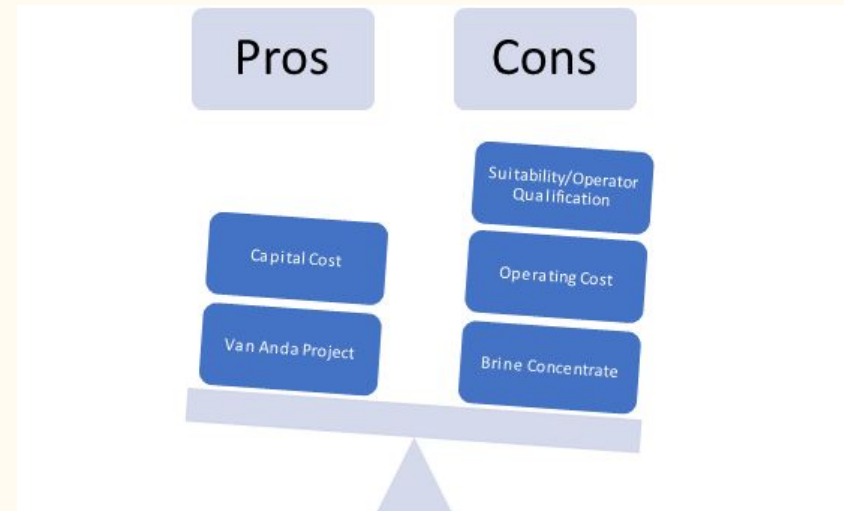 Pros
Cons
Capital Cost
Van Anda Project
Suitability/Operator
Qualification
Operating Cost
Brine Concentrate